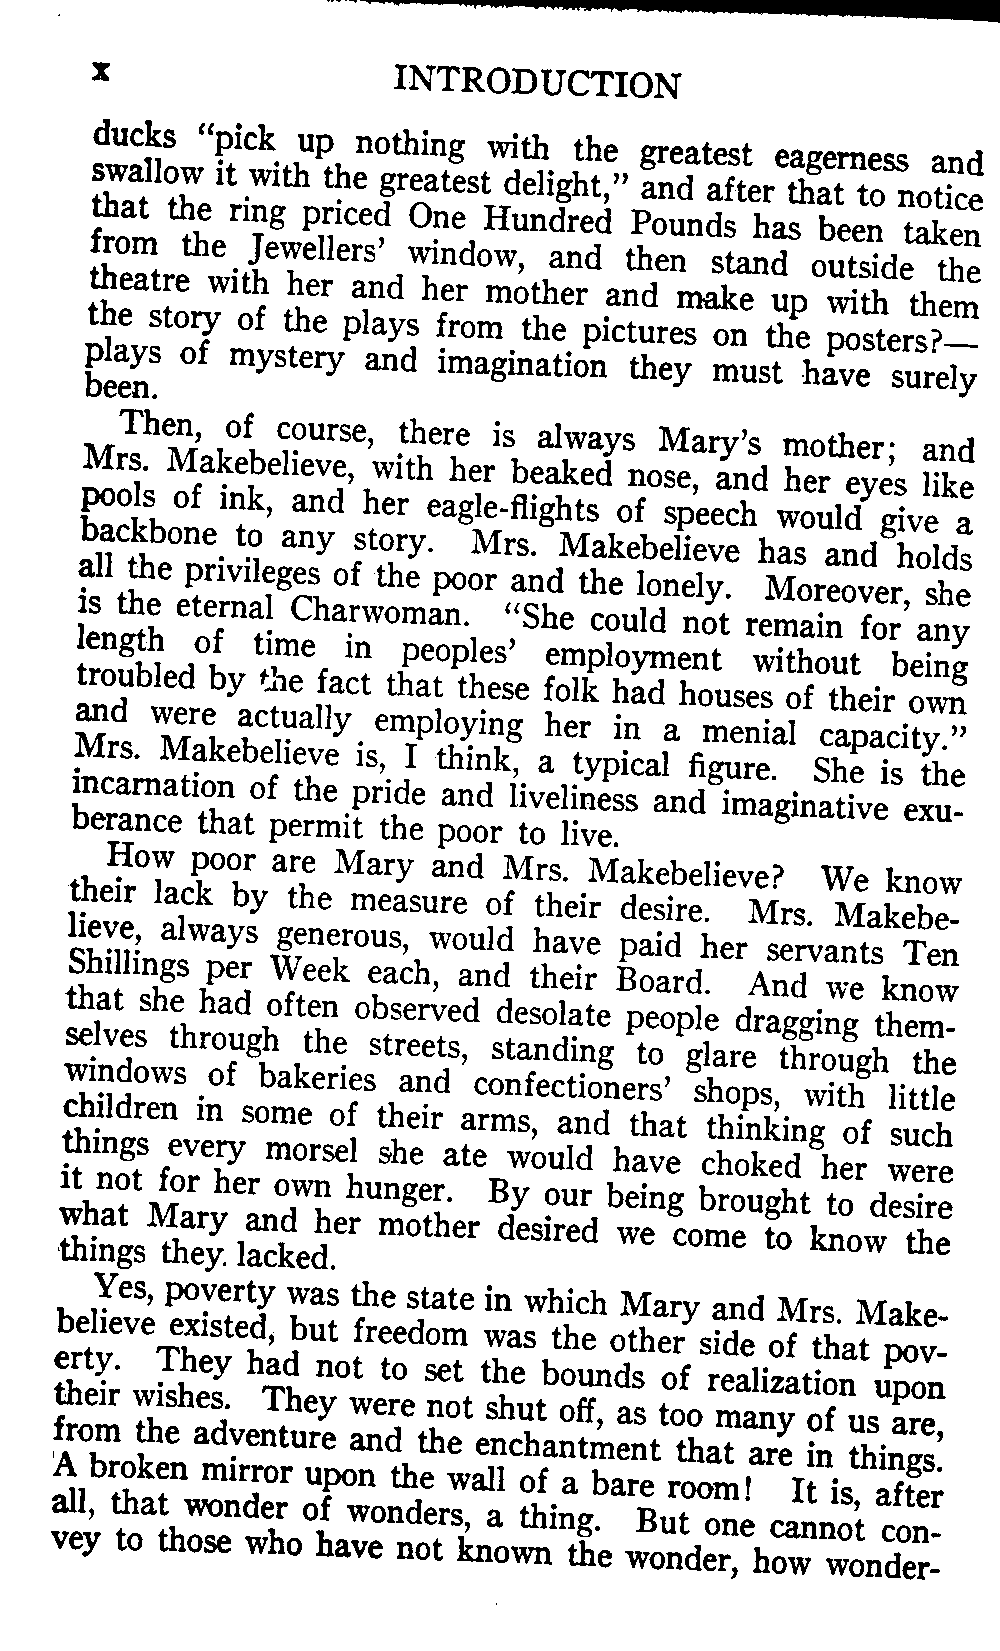 x INTRODUCTION
ducks “pick up nothing with the greatest eagerness and
swallow it with the greatest delight,” and after that to notice
that the ring priced One Hundred Pounds has been taken
from the Jewellers’ window, and then stand outside the
theatre with her and her mother and make up with them
the story of the plays from the pictures on the posters?—
plays of mystery and imagination they must have surely
been.
Then, of course, there is always Mary’s mother; and
Mrs. Makebelieve, with her beaked nose, and her eyes like
pools of ink, and her eagle-flights of speech would give a
backbone to any story. Mrs. Makebelieve has and holds
all the privileges of the poor and the lonely. Moreover, she
is the eternal Charwoman. “She could not remain for any
length of time in peoples’ employment without being
troubled by the fact that these folk had houses of their own
and were actually employing her in a menial capacity.”
Mrs. Makebelieve is, I think, a typical figure. She is the
incarnation of the pride and liveliness and imaginative exu-
berance that permit the poor to live.
How poor are Mary and Mrs. Makebelieve? We know
their lack by the measure of their desire. Mrs. Makebe-
lieve, always generous, would have paid her servants Ten
Shillings per Week each, and their Board. And we know
that she had often observed desolate people dragging them-
selves through the streets, standing to glare through the
windows of bakeries and confectioners’ shops, with little
children in some of their arms, and that thinking of such
things every morsel she ate would have choked her were
it not for her own hunger. By our being brought to desire
what Mary and her mother desired we come to know the
things they lacked.
Yes, poverty was the state in which Mary and Mrs. Make-
believe existed, but freedom was the other side of that pov-
erty. They had not to set the bounds of realization upon
their wishes. They were not shut off, as too many of us are,
from the adventure and the enchantment that are in things.
A broken mirror upon the wall of a bare room! It is, after
all, that wonder of wonders, a thing. But one cannot con-
vey to those who have not known the wonder, how wonder-